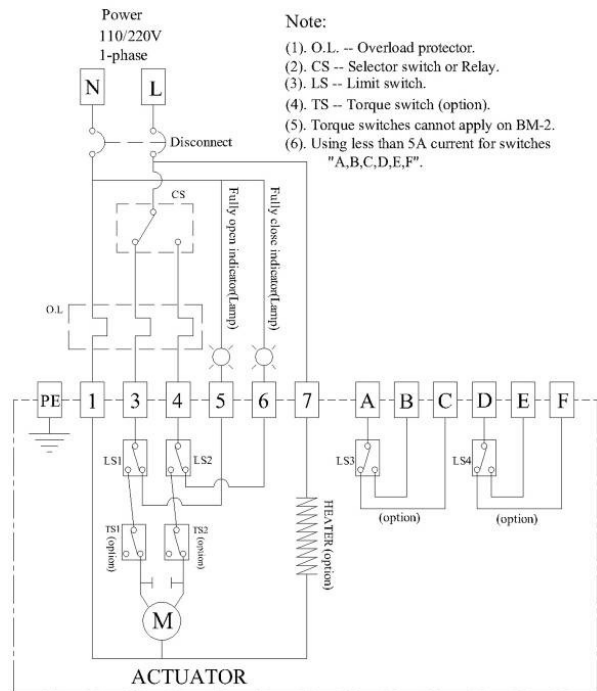 Power
110/220V
1-phase
N L
Disconnect
Note:
(1). O.L. -- Overload protector.
(2). CS -- Selector switch or Relay.
(3). LS -- Limit switch.
(4). TS -- Torque switch (option).
(5). Torque switches cannot apply on BM-2.
(6). Using less than 5A current for switches
"A,B,C,D,E,F".
CS
Fully open indicator(Lamp)
Fully close indicator(Lamp)
O.L
PE 1 3 4 5 6 7 A B C D E F
LS1 LS2 LS3 LS4
(option) (option)
TS1
(option)
TS2
(option)
HEATER (option)
M
ACTUATOR